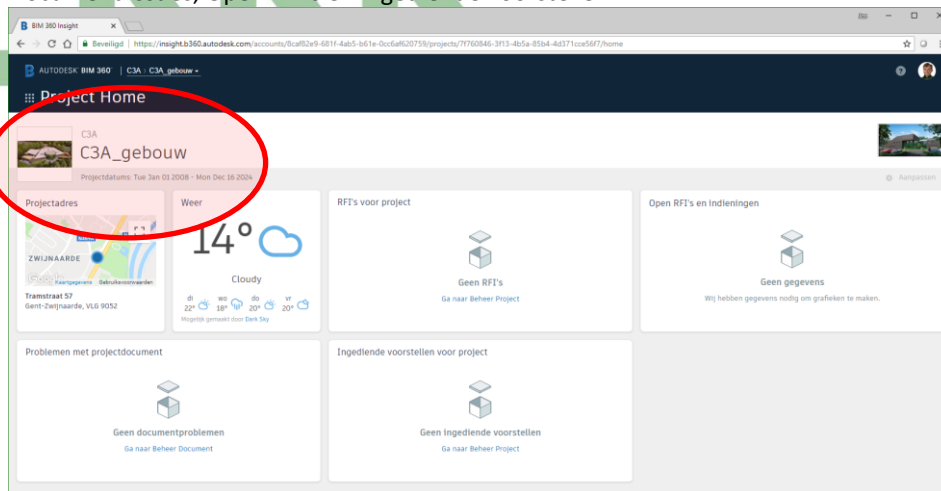 BIM 360 Insight
Beveiligd | https://insight.b360.autodesk.com/accounts/8caf82e9-681f-4ab5-b61e-0cc6af620759/projects/7f760846-3f13-4b5a-85b4-4d371cce56f7/home
AUTODESK BIM 360 | C3A : C3A_gebouw
Project Home
C3A
C3A_gebouw
Projectdatums: Tue Jan 01 2008 - Mon Dec 16 2024
Aanpassen
Projectadres
ZWIJNAARDE
Google Kaartgegevens Gebruiksvoorwaarden
Tramstraat 57
Gent-Zwijnaarde, VLG 9052
Weer
14°
Cloudy
di wo do vr
22° 18° 20° 20°
Mogelijk gemaakt door Dark Sky
RFI's voor project
Geen RFI's
Ga naar Beheer Project
Open RFI's en indieningen
Geen gegevens
Wij hebben gegevens nodig om grafieken te maken.
Problemen met projectdocument
Geen documentproblemen
Ga naar Beheer Document
Ingediende voorstellen voor project
Geen ingediende voorstellen
Ga naar Beheer Project